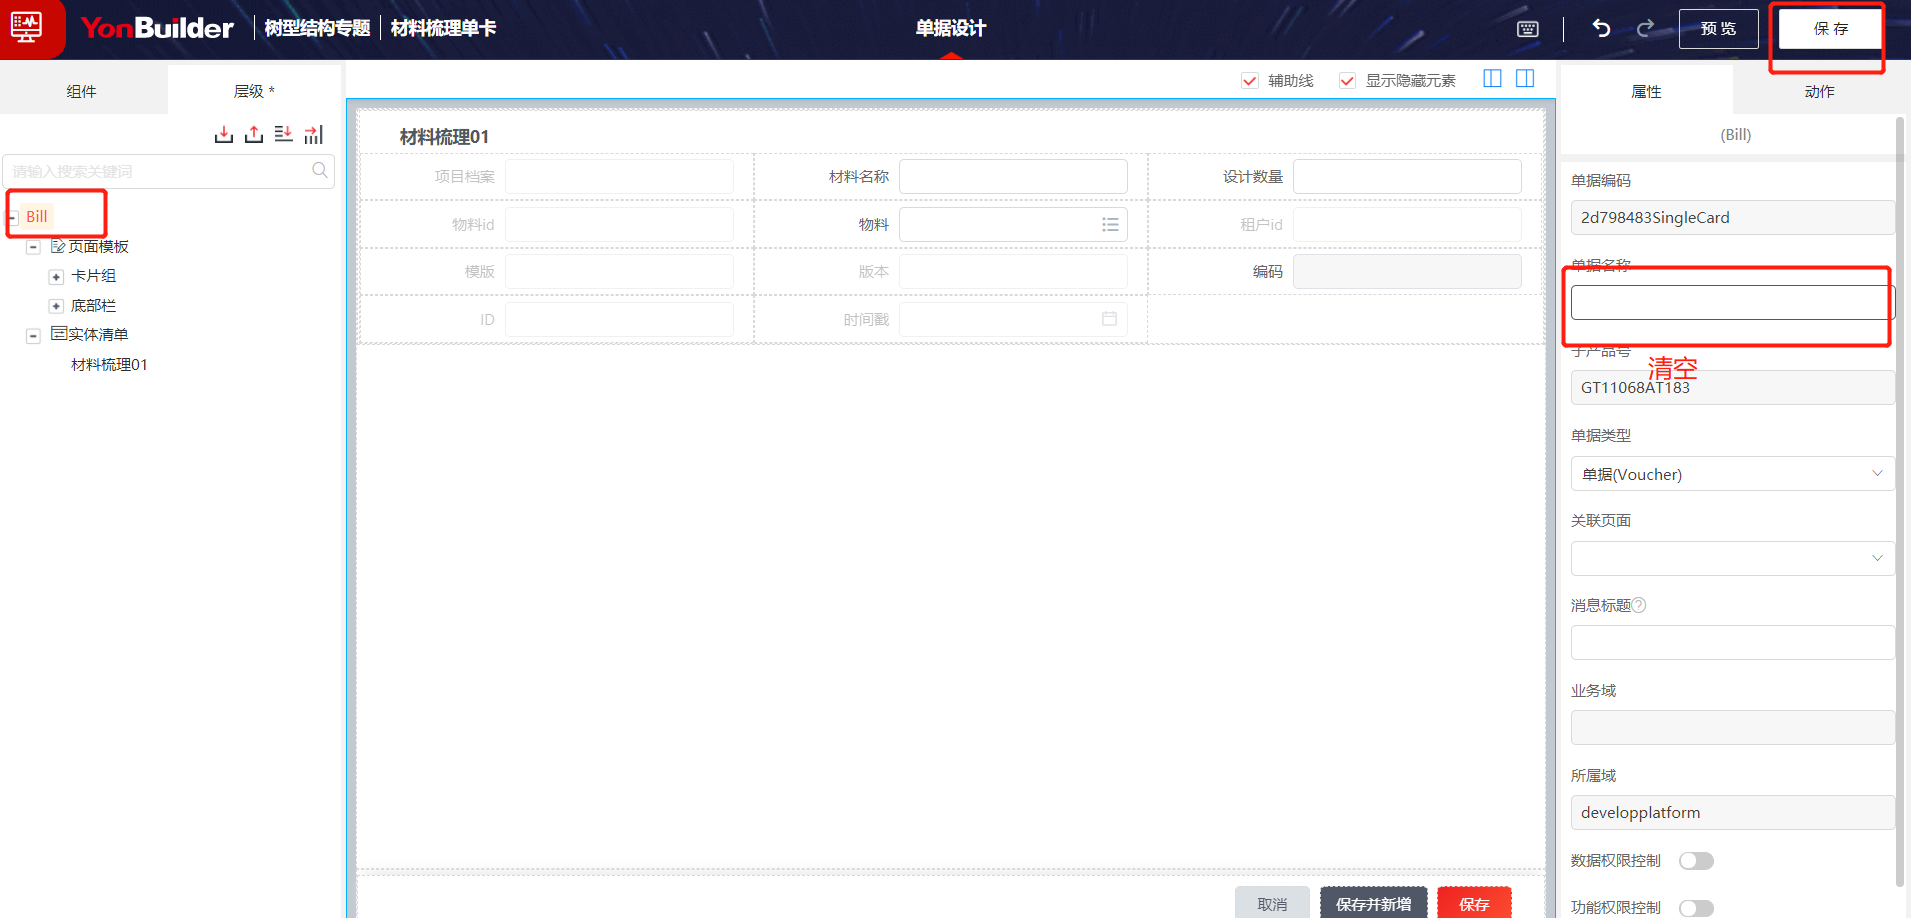 YonBuilder 树型结构专题 材料梳理单卡 单据设计 预览 保存
组件 层级 *
请输入搜索关键词
Bill
页面模板
卡片组
底部栏
实体清单
材料梳理01
辅助线 显示隐藏元素
材料梳理01
项目档案 材料名称 设计数量
物料id 物料 租户id
模版 版本 编码
ID 时间戳
取消 保存并新增 保存
属性 动作
(Bill)
单据编码
2d798483SingleCard
单据名称
子产品号
清空
GT11068AT183
单据类型
单据(Voucher)
关联页面
消息标题
业务域
所属域
developplatform
数据权限控制
功能权限控制